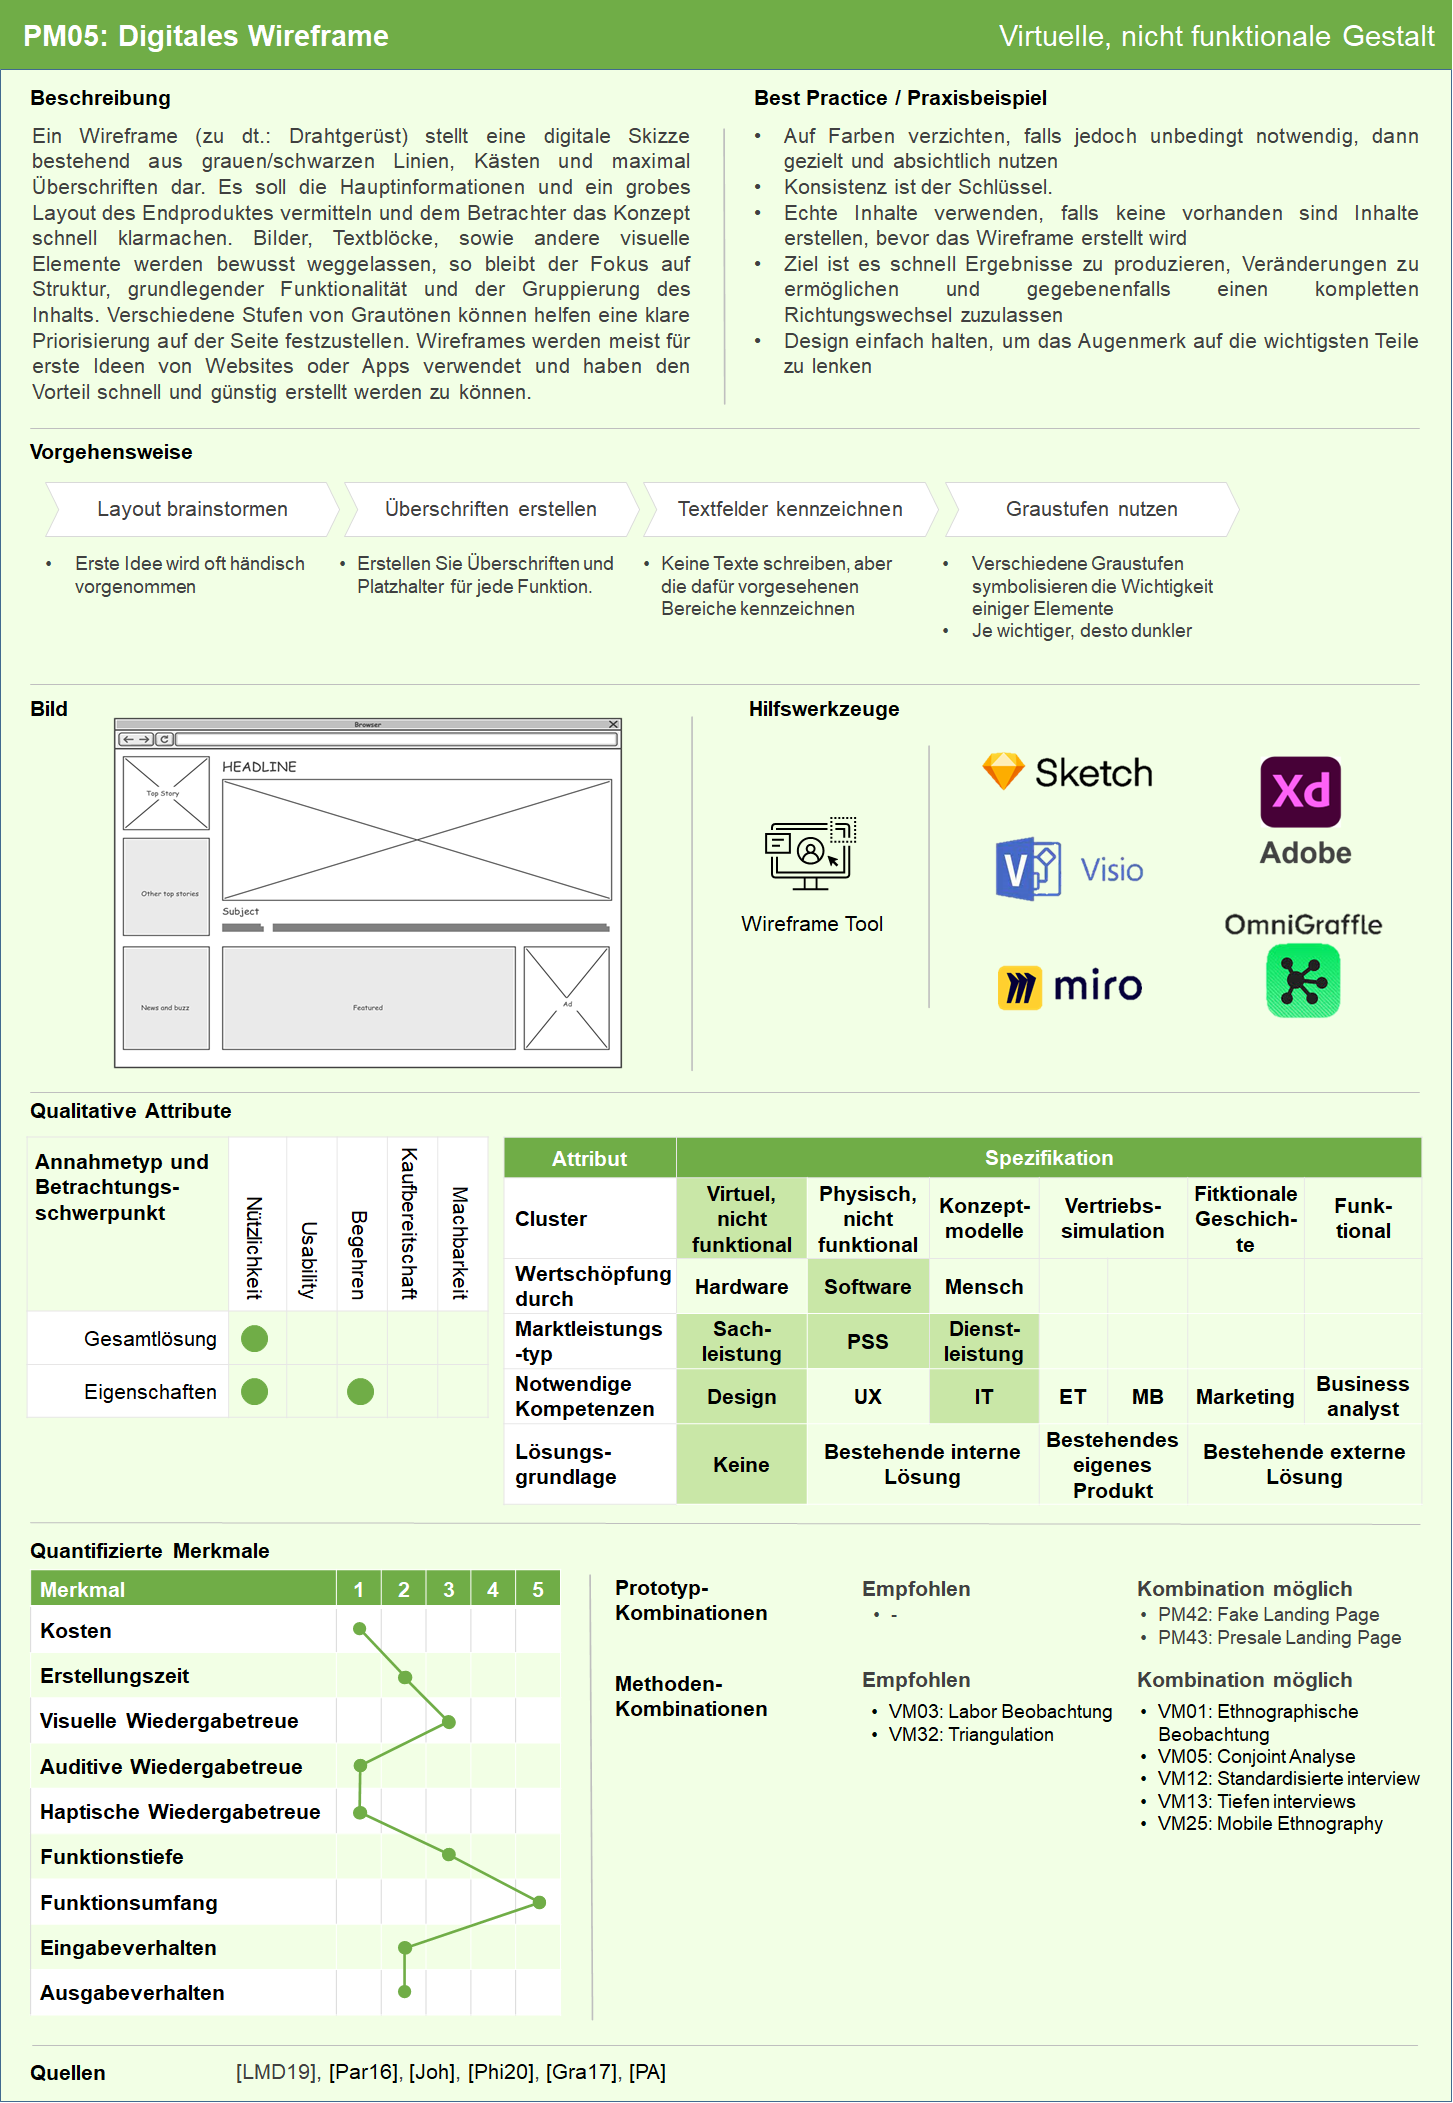 PM05: Digitales Wireframe
Virtuelle, nicht funktionale Gestalt
Beschreibung
Ein Wireframe (zu dt.: Drahtgerüst) stellt eine digitale Skizze
bestehend aus grauen/schwarzen Linien, Kästen und maximal
Überschriften dar. Es soll die Hauptinformationen und ein grobes
Layout des Endproduktes vermitteln und dem Betrachter das Konzept
schnell klarmachen. Bilder, Textblöcke, sowie andere visuelle
Elemente werden bewusst weggelassen, so bleibt der Fokus auf
Struktur, grundlegender Funktionalität und der Gruppierung des
Inhalts. Verschiedene Stufen von Grautönen können helfen eine klare
Priorisierung auf der Seite festzustellen. Wireframes werden meist für
erste Ideen von Websites oder Apps verwendet und haben den
Vorteil schnell und günstig erstellt werden zu können.
Best Practice / Praxisbeispiel
• Auf Farben verzichten, falls jedoch unbedingt notwendig, dann
gezielt und absichtlich nutzen
• Konsistenz ist der Schlüssel.
• Echte Inhalte verwenden, falls keine vorhanden sind Inhalte
erstellen, bevor das Wireframe erstellt wird
• Ziel ist es schnell Ergebnisse zu produzieren, Veränderungen zu
ermöglichen und gegebenenfalls einen kompletten
Richtungswechsel zuzulassen
• Design einfach halten, um das Augenmerk auf die wichtigsten Teile
zu lenken
Vorgehensweise
Layout brainstormen
• Erste Idee wird oft händisch
vorgenommen
Überschriften erstellen
• Erstellen Sie Überschriften und
Platzhalter für jede Funktion.
Textfelder kennzeichnen
• Keine Texte schreiben, aber
die dafür vorgesehenen
Bereiche kennzeichnen
Graustufen nutzen
• Verschiedene Graustufen
symbolisieren die Wichtigkeit
einiger Elemente
• Je wichtiger, desto dunkler
Bild
Browser
Top Story
HEADLINE
Other top stories
Subject
News and buzz
Featured
Ad
Hilfswerkzeuge
Wireframe Tool
Sketch
Xd
Adobe
V
Visio
OmniGraffle
miro
Qualitative Attribute
Annahmetyp und
Betrachtungs-
schwerpunkt
Nützlichkeit
Usability
Begehren
Kaufbereitschaft
Machbarkeit
Gesamtlösung
Eigenschaften
Attribut
Spezifikation
Cluster
Virtuel,
nicht
funktional
Physisch,
nicht
funktional
Konzept-
modelle
Vertriebs-
simulation
Fitktionale
Geschich-
te
Funk-
tional
Wertschöpfung
durch
Hardware
Software
Mensch
Marktleistungs
-typ
Sach-
leistung
PSS
Dienst-
leistung
Notwendige
Kompetenzen
Design
UX
IT
ET
MB
Marketing
Business
analyst
Lösungs-
grundlage
Keine
Bestehende interne
Lösung
Bestehendes
eigenes
Produkt
Bestehende externe
Lösung
Quantifizierte Merkmale
Merkmal 1 2 3 4 5
Kosten
Erstellungszeit
Visuelle Wiedergabetreue
Auditive Wiedergabetreue
Haptische Wiedergabetreue
Funktionstiefe
Funktionsumfang
Eingabeverhalten
Ausgabeverhalten
Prototyp-
Kombinationen
Empfohlen
• -
Kombination möglich
• PM42: Fake Landing Page
• PM43: Presale Landing Page
Methoden-
Kombinationen
Empfohlen
• VM03: Labor Beobachtung
• VM32: Triangulation
Kombination möglich
• VM01: Ethnographische
Beobachtung
• VM05: Conjoint Analyse
• VM12: Standardisierte interview
• VM13: Tiefen interviews
• VM25: Mobile Ethnography
Quellen
[LMD19], [Par16], [Joh], [Phi20], [Gra17], [PA]